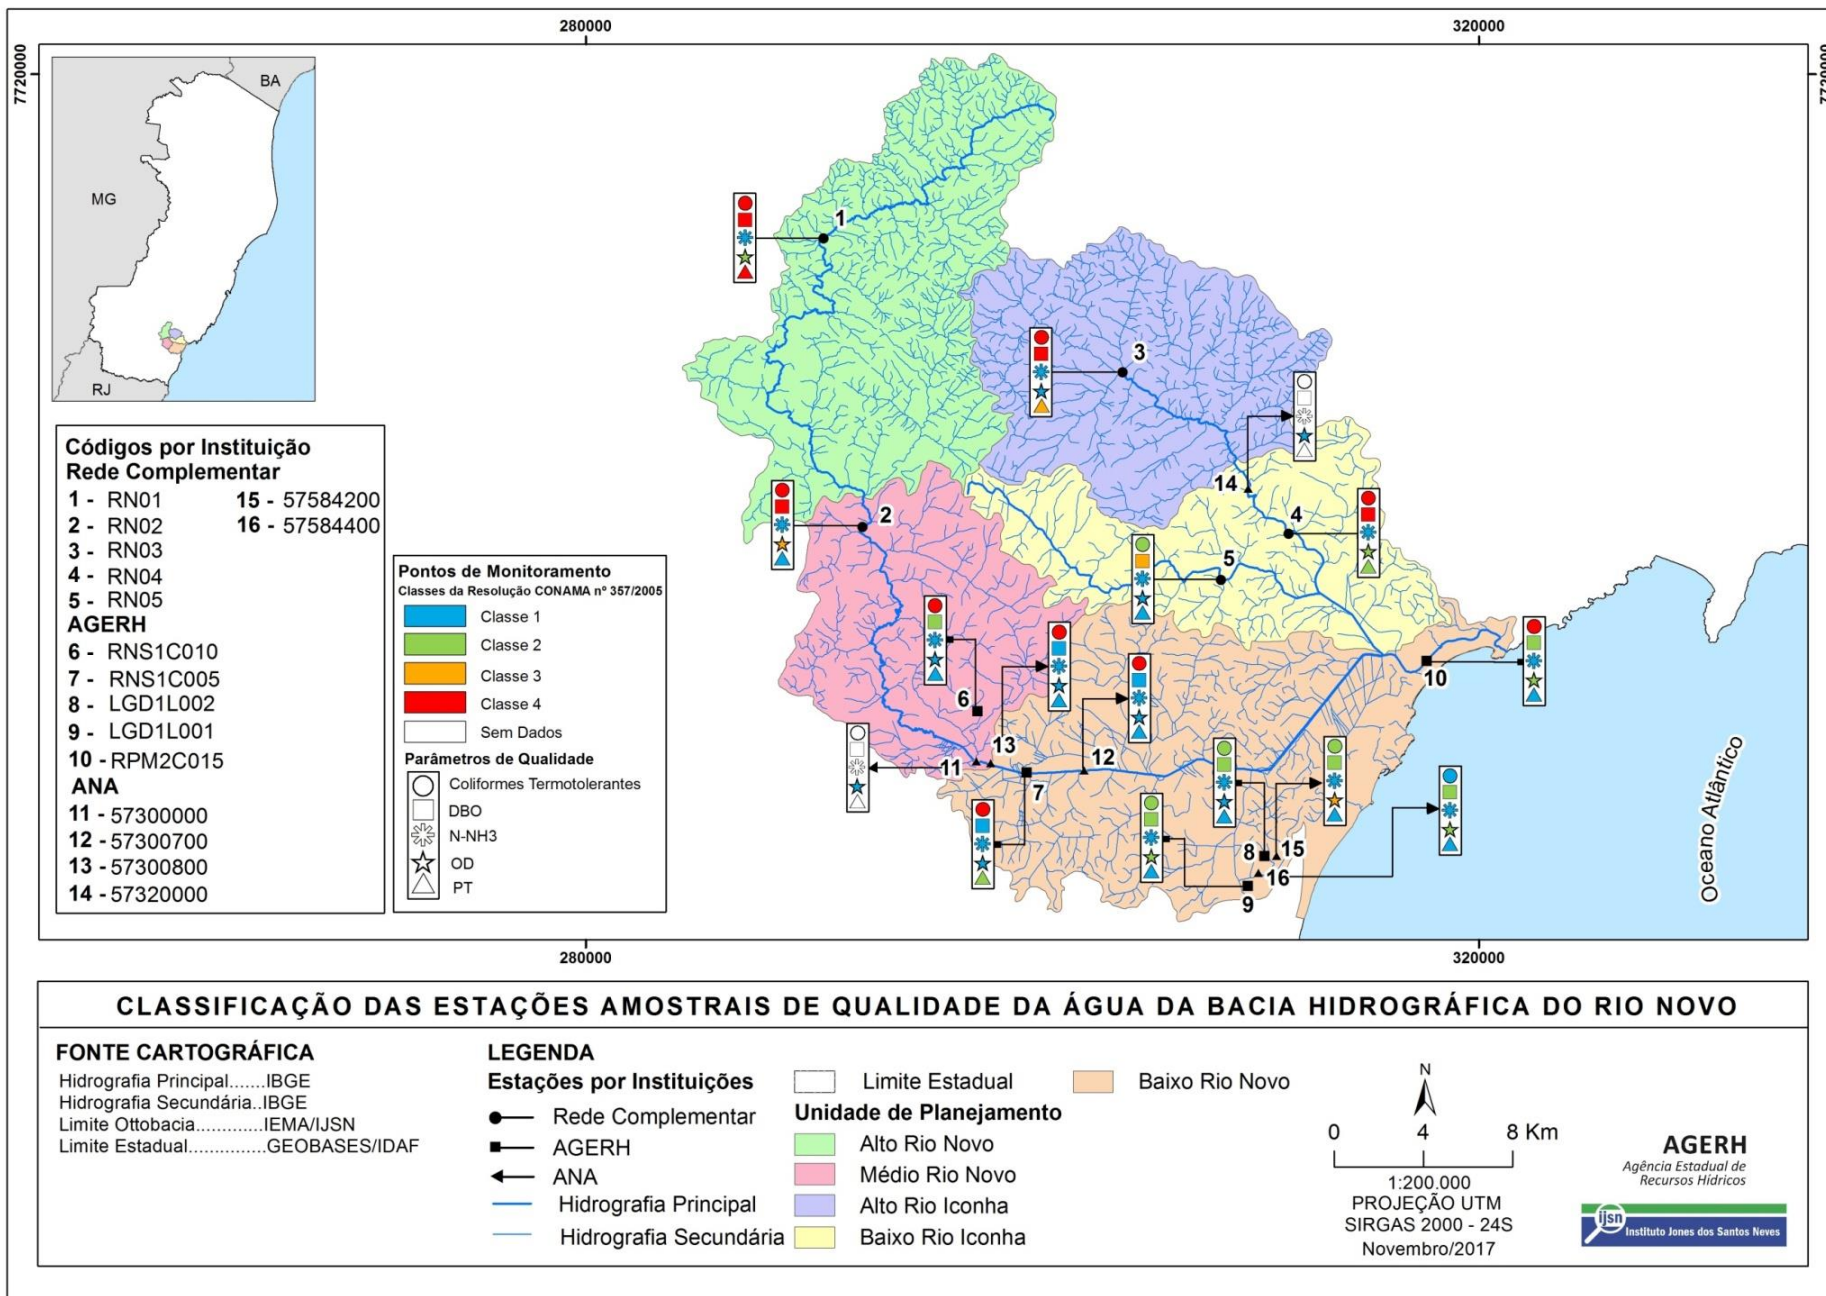 280000
320000
7720000
7720000
BA
MG
RJ
1
3
14
4
2
5
6
10
13
12
11
7
8
15
16
9
Oceano Atlântico
Códigos por Instituição
Rede Complementar
1 - RN01 15 - 57584200
2 - RN02 16 - 57584400
3 - RN03
4 - RN04
5 - RN05
AGERH
6 - RNS1C010
7 - RNS1C005
8 - LGD1L002
9 - LGD1L001
10 - RPM2C015
ANA
11 - 57300000
12 - 57300700
13 - 57300800
14 - 57320000
Pontos de Monitoramento
Classes da Resolução CONAMA nº 357/2005
Classe 1
Classe 2
Classe 3
Classe 4
Sem Dados
Parâmetros de Qualidade
Coliformes Termotolerantes
DBO
N-NH3
OD
PT
280000
320000
CLASSIFICAÇÃO DAS ESTAÇÕES AMOSTRAIS DE QUALIDADE DA ÁGUA DA BACIA HIDROGRÁFICA DO RIO NOVO
FONTE CARTOGRÁFICA
Hidrografia Principal.......IBGE
Hidrografia Secundária..IBGE
Limite Ottobacia.............IEMA/IJSN
Limite Estadual...............GEOBASES/IDAF
LEGENDA
Estações por Instituições
Rede Complementar
AGERH
ANA
Hidrografia Principal
Hidrografia Secundária
Limite Estadual
Unidade de Planejamento
Alto Rio Novo
Médio Rio Novo
Alto Rio Iconha
Baixo Rio Iconha
Baixo Rio Novo
N
0 4 8 Km
1:200.000
PROJEÇÃO UTM
SIRGAS 2000 - 24S
Novembro/2017
AGERH
Agência Estadual de
Recursos Hídricos
ijsn
Instituto Jones dos Santos Neves